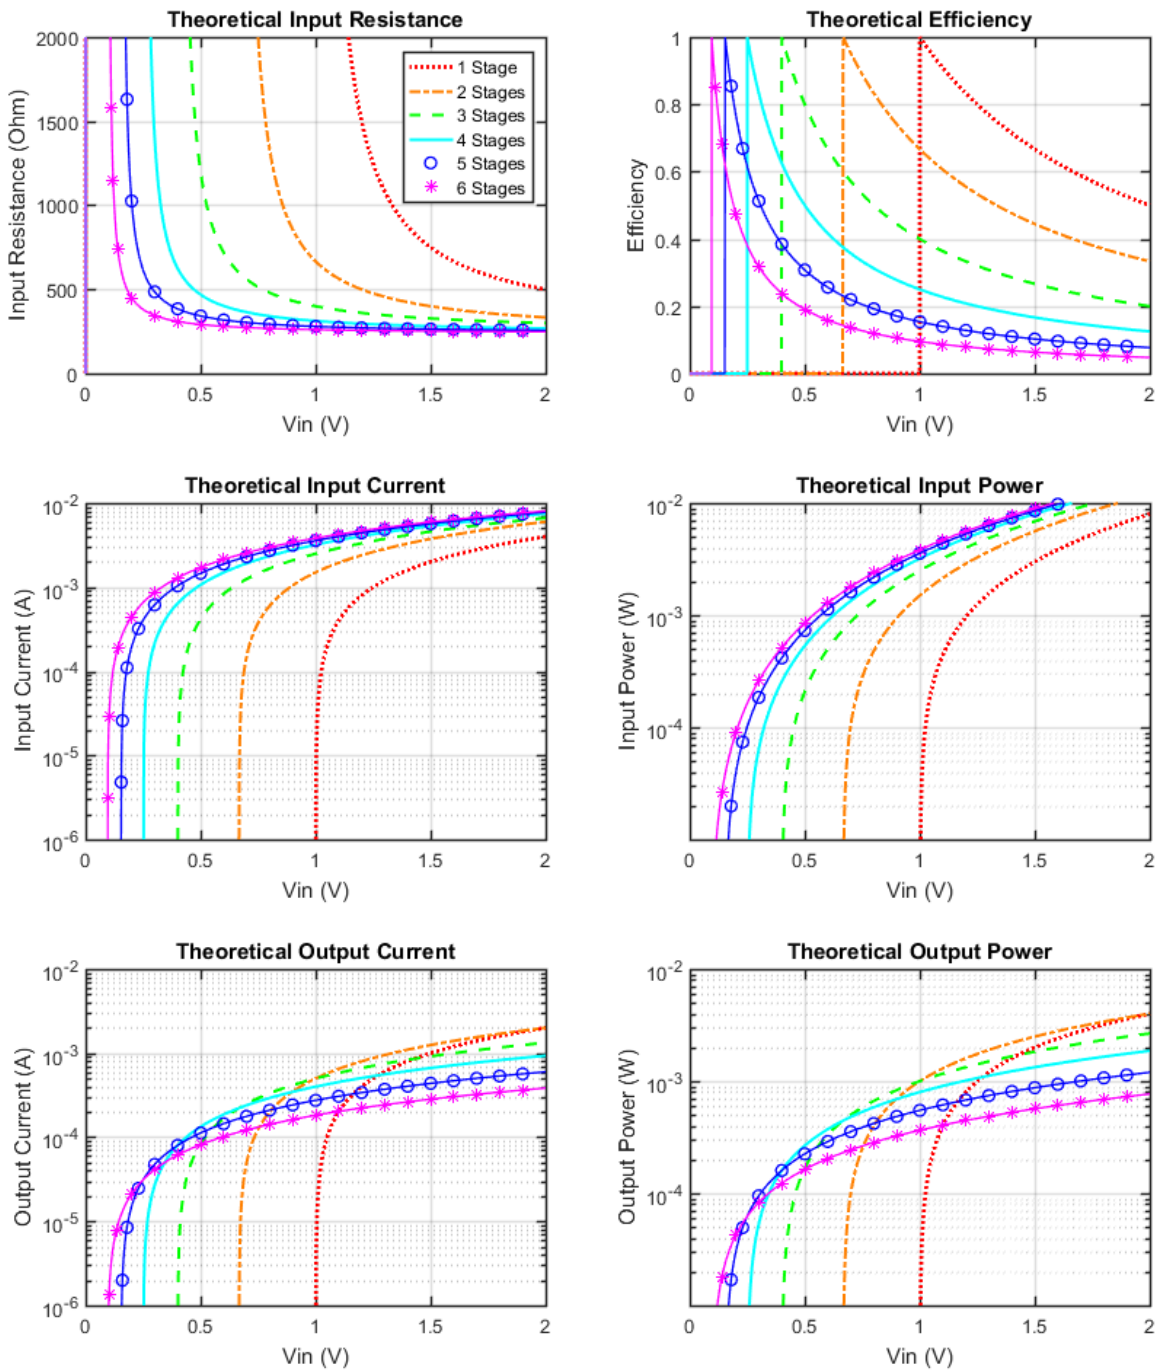 Theoretical Input Resistance
Input Resistance (Ohm)
2000
1500
1000
500
0
0
0.5
1
1.5
2
Vin (V)
1 Stage
2 Stages
3 Stages
4 Stages
5 Stages
6 Stages
Theoretical Efficiency
Efficiency
1
0.8
0.6
0.4
0.2
0
0
0.5
1
1.5
2
Vin (V)
Theoretical Input Current
Input Current (A)
10⁻²
10⁻³
10⁻⁴
10⁻⁵
10⁻⁶
0
0.5
1
1.5
2
Vin (V)
Theoretical Input Power
Input Power (W)
10⁻²
10⁻³
10⁻⁴
0
0.5
1
1.5
2
Vin (V)
Theoretical Output Current
Output Current (A)
10⁻²
10⁻³
10⁻⁴
10⁻⁵
10⁻⁶
0
0.5
1
1.5
2
Vin (V)
Theoretical Output Power
Output Power (W)
10⁻²
10⁻³
10⁻⁴
0
0.5
1
1.5
2
Vin (V)